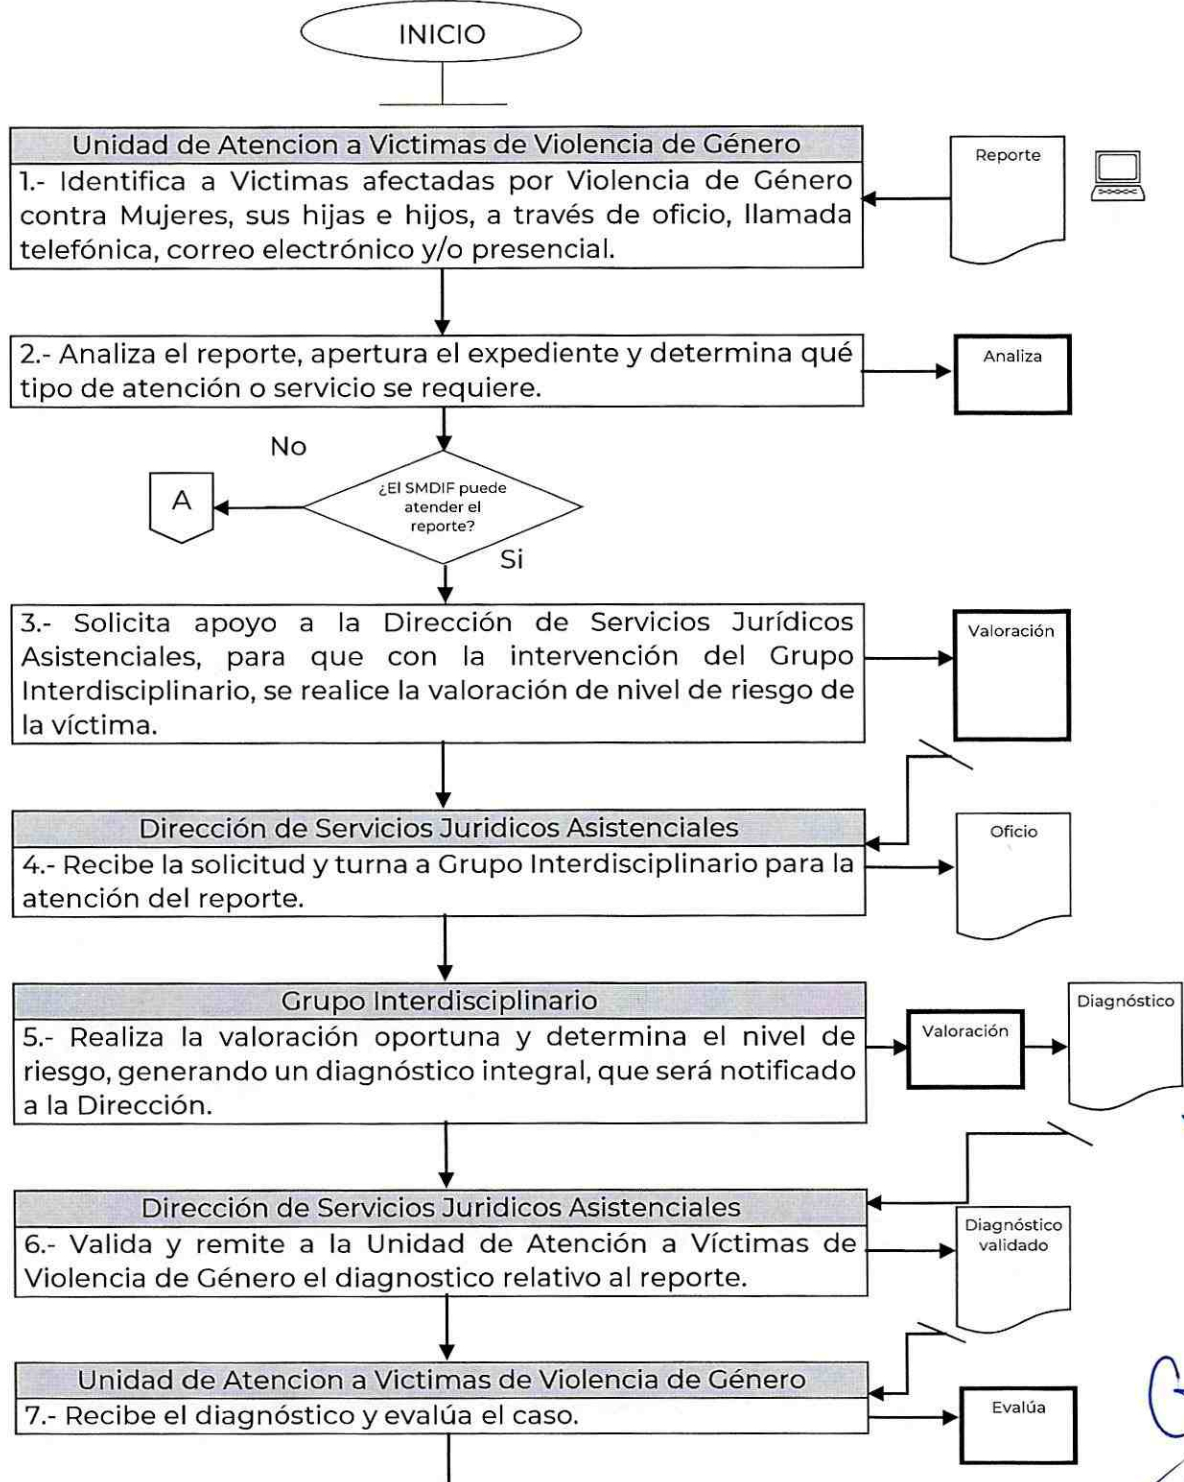 INICIO
Unidad de Atencion a Victimas de Violencia de Género
1.- Identifica a Victimas afectadas por Violencia de Género
contra Mujeres, sus hijas e hijos, a través de oficio, llamada
telefónica, correo electrónico y/o presencial.
Reporte
2.- Analiza el reporte, apertura el expediente y determina qué
tipo de atención o servicio se requiere.
Analiza
No
A
¿El SMDIF puede
atender el
reporte?
Si
3.- Solicita apoyo a la Dirección de Servicios Jurídicos
Asistenciales, para que con la intervención del Grupo
Interdisciplinario, se realice la valoración de nivel de riesgo de
la víctima.
Valoración
Dirección de Servicios Juridicos Asistenciales
4.- Recibe la solicitud y turna a Grupo Interdisciplinario para la
atención del reporte.
Oficio
Grupo Interdisciplinario
5.- Realiza la valoración oportuna y determina el nivel de
riesgo, generando un diagnóstico integral, que será notificado
a la Dirección.
Valoración
Diagnóstico
Dirección de Servicios Juridicos Asistenciales
6.- Valida y remite a la Unidad de Atención a Víctimas de
Violencia de Género el diagnostico relativo al reporte.
Diagnóstico
validado
Unidad de Atencion a Victimas de Violencia de Género
7.- Recibe el diagnóstico y evalúa el caso.
Evalúa